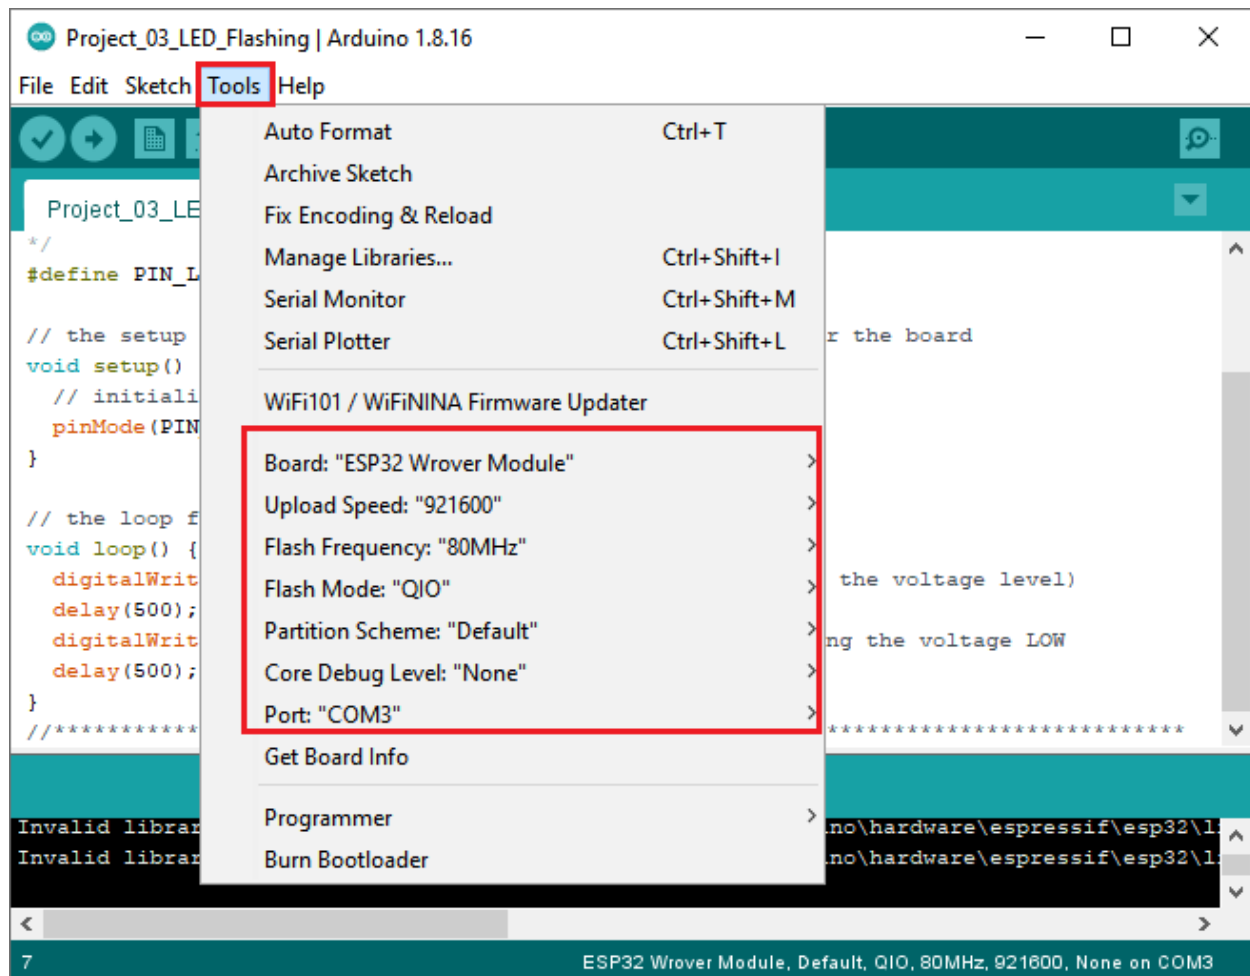 Project_03_LED_Flashing | Arduino 1.8.16
File Edit Sketch Tools Help
Auto Format Ctrl+T
Archive Sketch
Project_03_LE
Fix Encoding & Reload
*/
Manage Libraries... Ctrl+Shift+I
#define PIN_L
Serial Monitor Ctrl+Shift+M
// the setup
Serial Plotter Ctrl+Shift+L
r the board
void setup()
// initiali
WiFi101 / WiFiNINA Firmware Updater
pinMode(PIN
}
Board: "ESP32 Wrover Module"
Upload Speed: "921600"
// the loop f
void loop() {
Flash Frequency: "80MHz"
digitalWrit
Flash Mode: "QIO"
the voltage level)
delay(500);
Partition Scheme: "Default"
digitalWrit
ng the voltage LOW
delay(500);
Core Debug Level: "None"
}
Port: "COM3"
//***********
***************************
Get Board Info
Programmer
Invalid librar
no\hardware\espressif\esp32\l
Burn Bootloader
Invalid librar
no\hardware\espressif\esp32\l
7 ESP32 Wrover Module, Default, QIO, 80MHz, 921600, None on COM3